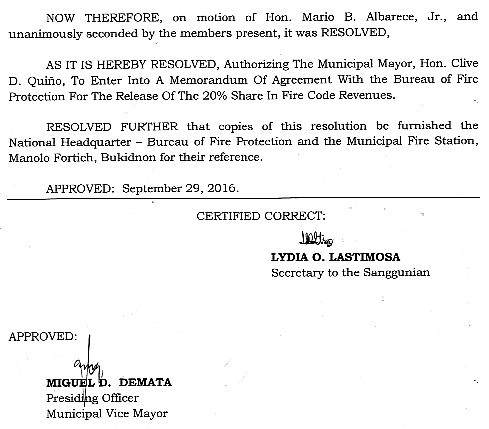 NOW THEREFORE, on motion of Hon. Mario B. Albarece, Jr., and
unanimously seconded by the members present, it was RESOLVED,
AS IT IS HEREBY RESOLVED, Authorizing The Municipal Mayor, Hon. Clive
D. Quiño, To Enter Into A Memorandum Of Agreement With the Bureau of Fire
Protection For The Release Of The 20% Share In Fire Code Revenues.
RESOLVED FURTHER that copies of this resolution be furnished the
National Headquarter – Bureau of Fire Protection and the Municipal Fire Station,
Manolo Fortich, Bukidnon for their reference.
APPROVED: September 29, 2016.
CERTIFIED CORRECT:
LYDIA O. LASTIMOSA
Secretary to the Sanggunian
APPROVED:
MIGUEL D. DEMATA
Presiding Officer
Municipal Vice Mayor